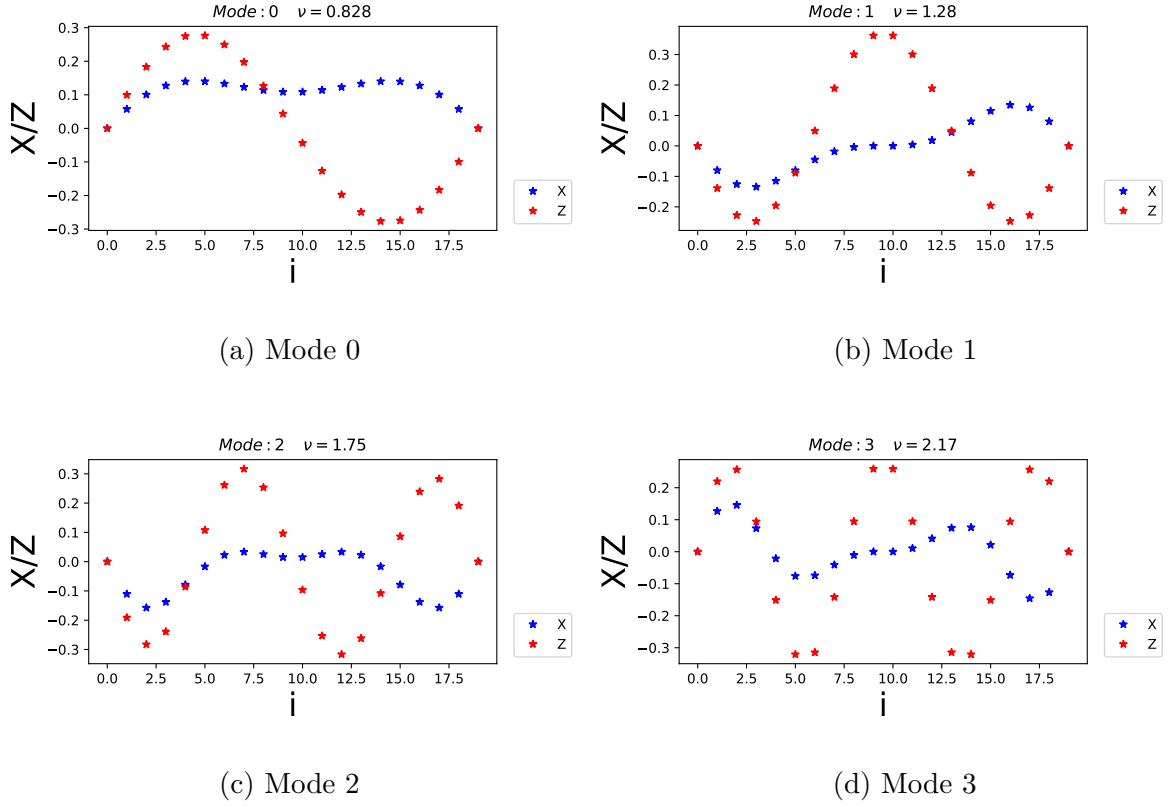 Mode : 0 ν = 0.828
0.3
0.2
0.1
0.0
−0.1
−0.2
−0.3
X/Z
0.0 2.5 5.0 7.5 10.0 12.5 15.0 17.5
i
X
Z
(a) Mode 0
Mode : 1 ν = 1.28
0.3
0.2
0.1
0.0
−0.1
−0.2
X/Z
0.0 2.5 5.0 7.5 10.0 12.5 15.0 17.5
i
X
Z
(b) Mode 1
Mode : 2 ν = 1.75
0.3
0.2
0.1
0.0
−0.1
−0.2
−0.3
X/Z
0.0 2.5 5.0 7.5 10.0 12.5 15.0 17.5
i
X
Z
(c) Mode 2
Mode : 3 ν = 2.17
0.2
0.1
0.0
−0.1
−0.2
−0.3
X/Z
0.0 2.5 5.0 7.5 10.0 12.5 15.0 17.5
i
X
Z
(d) Mode 3